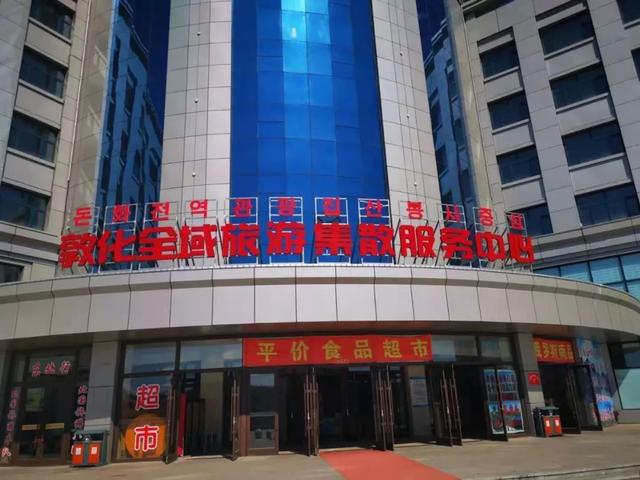 돈화전역관광집산봉사중심
敦化全域旅游集散服务中心
平价食品超市
超
市